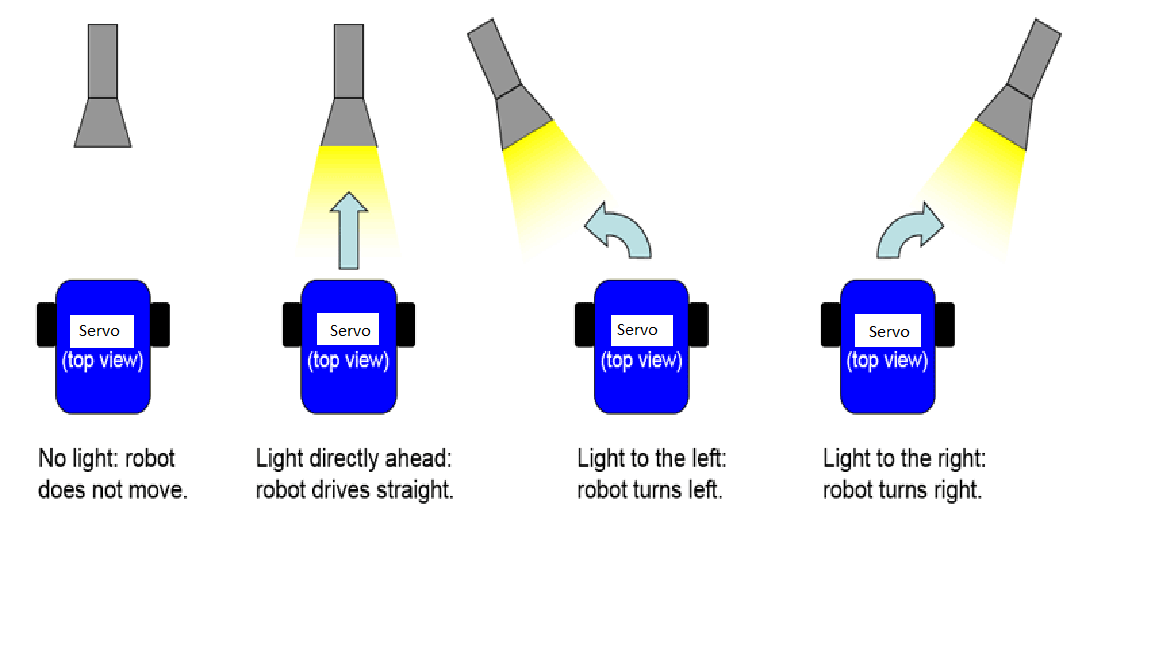 Servo
(top view)
No light: robot
does not move.
Servo
(top view)
Light directly ahead:
robot drives straight.
Servo
(top view)
Light to the left:
robot turns left.
Servo
(top view)
Light to the right:
robot turns right.